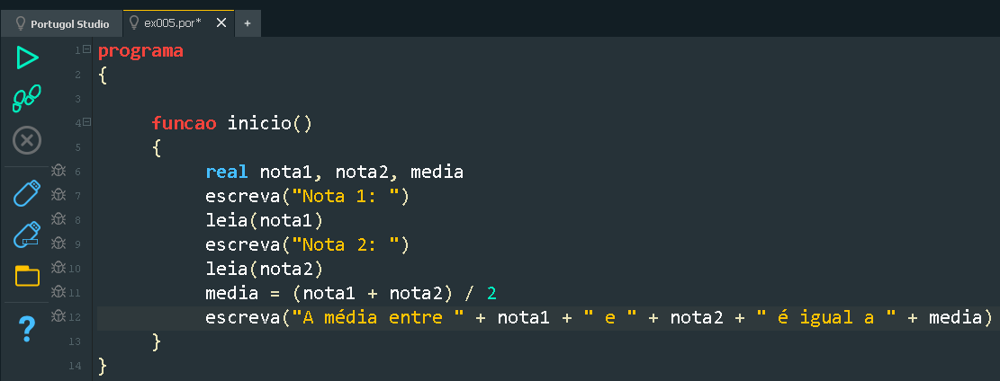 Portugol Studio ex005.por* +
1 programa
2 {
3
4 funcao inicio()
5 {
6 real nota1, nota2, media
7 escreva("Nota 1: ")
8 leia(nota1)
9 escreva("Nota 2: ")
10 leia(nota2)
11 media = (nota1 + nota2) / 2
12 escreva("A média entre " + nota1 + " e " + nota2 + " é igual a " + media)
13 }
14 }
?